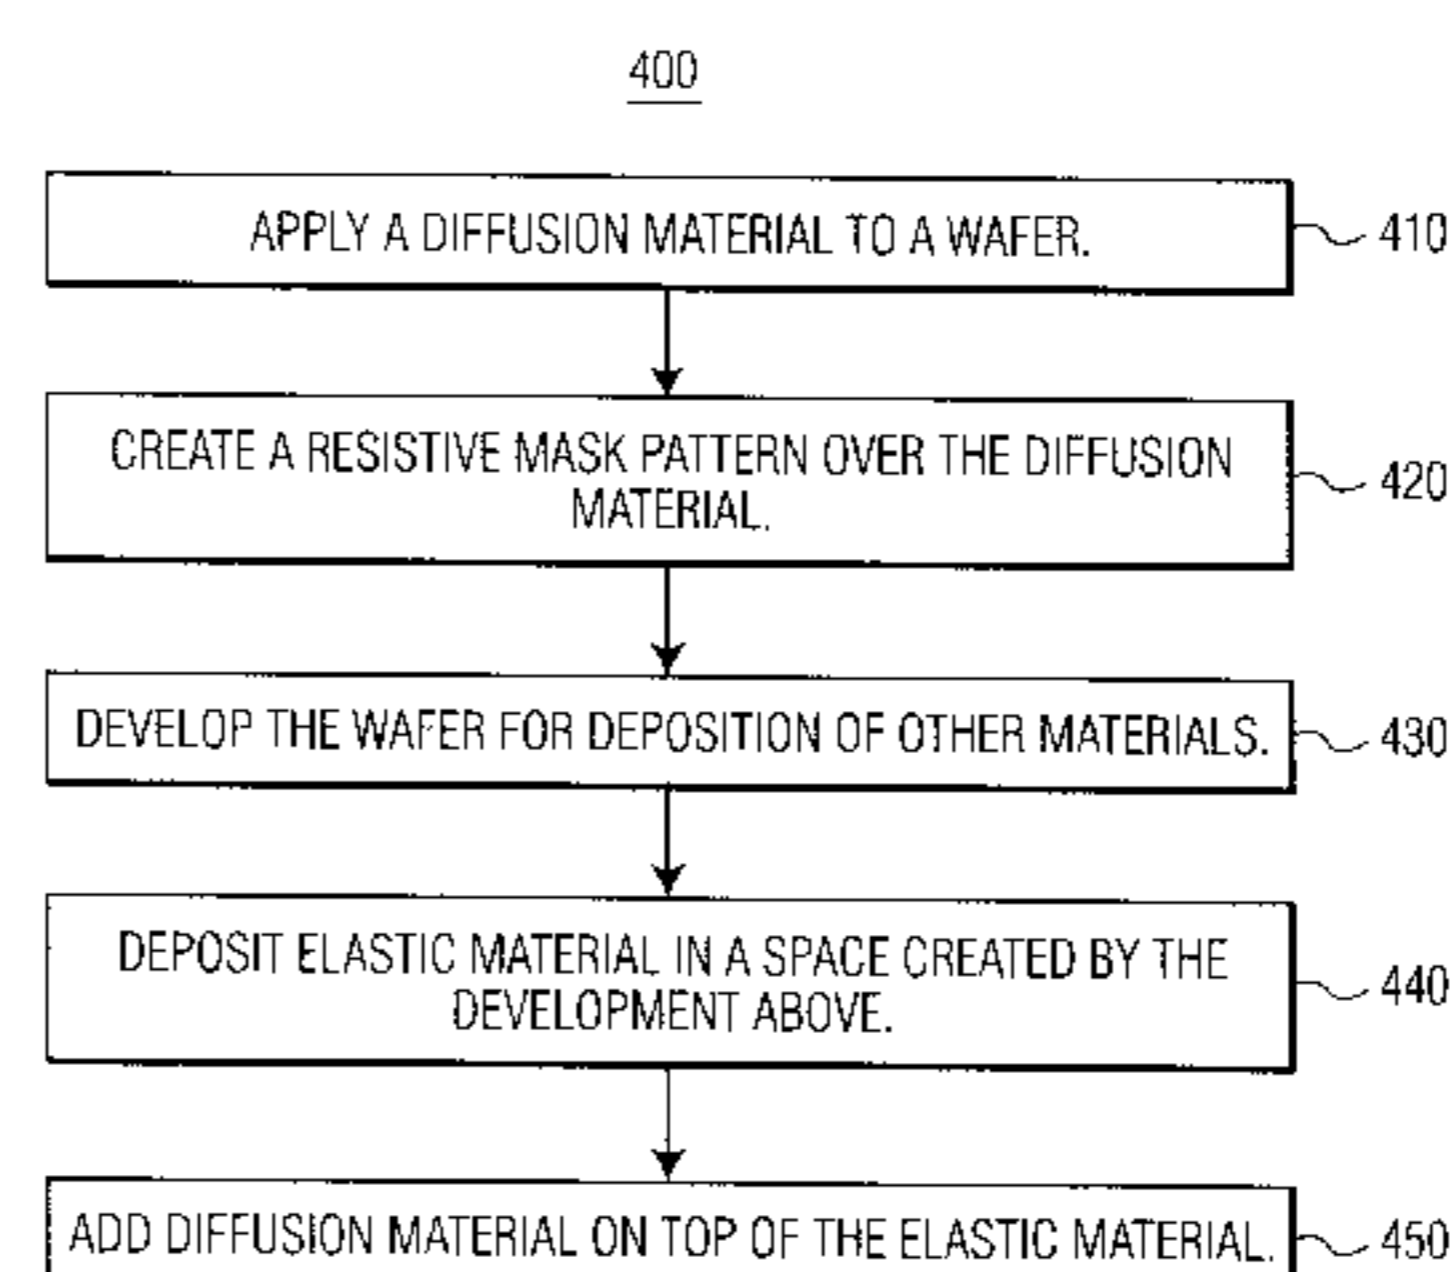 400
APPLY A DIFFUSION MATERIAL TO A WAFER.
410
CREATE A RESISTIVE MASK PATTERN OVER THE DIFFUSION
MATERIAL.
420
DEVELOP THE WAFER FOR DEPOSITION OF OTHER MATERIALS.
430
DEPOSIT ELASTIC MATERIAL IN A SPACE CREATED BY THE
DEVELOPMENT ABOVE.
440
ADD DIFFUSION MATERIAL ON TOP OF THE ELASTIC MATERIAL.
450